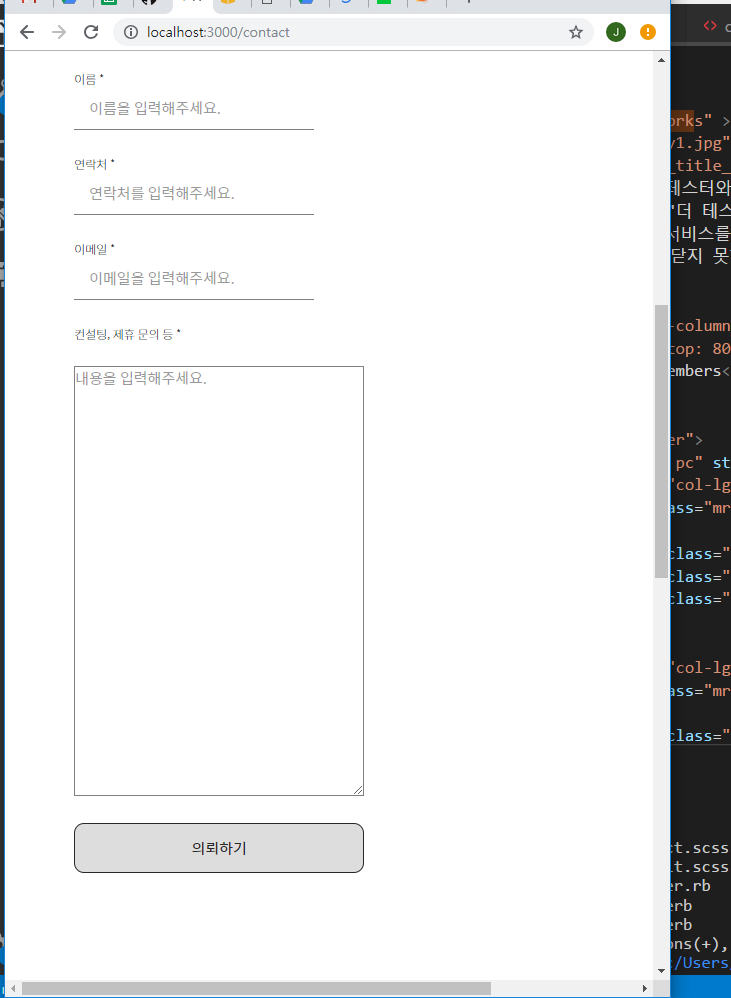 localhost:3000/contact
J
이름 *
이름을 입력해주세요.
연락처 *
연락처를 입력해주세요.
이메일 *
이메일을 입력해주세요.
컨설팅, 제휴 문의 등 *
내용을 입력해주세요.
의뢰하기
orks" >
v1.jpg"
_title_
테스터와
'더 테스
서비스를
닫지 못
-column
top: 80
embers<
er">
pc" st
"col-lg
ass="mr
class="
class="
class="
"col-lg
ass="mr
class="
ct.scss
lt.scss
er.rb
erb
erb
ons(+),
/Users